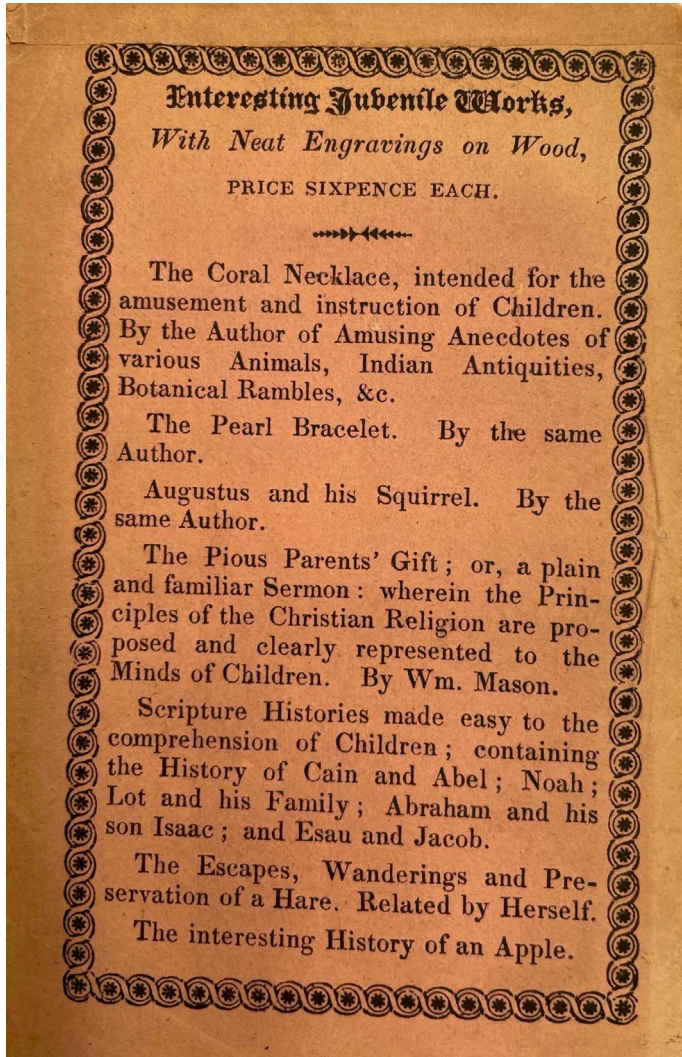 Interesting Juvenile Works,
With Neat Engravings on Wood,
PRICE SIXPENCE EACH.
The Coral Necklace, intended for the
amusement and instruction of Children.
By the Author of Amusing Anecdotes of
various Animals, Indian Antiquities,
Botanical Rambles, &c.
The Pearl Bracelet. By the same
Author.
Augustus and his Squirrel. By the
same Author.
The Pious Parents' Gift; or, a plain
and familiar Sermon: wherein the Prin-
ciples of the Christian Religion are pro-
posed and clearly represented to the
Minds of Children. By Wm. Mason.
Scripture Histories made easy to the
comprehension of Children; containing
the History of Cain and Abel; Noah;
Lot and his Family; Abraham and his
son Isaac; and Esau and Jacob.
The Escapes, Wanderings and Pre-
servation of a Hare. Related by Herself.
The interesting History of an Apple.